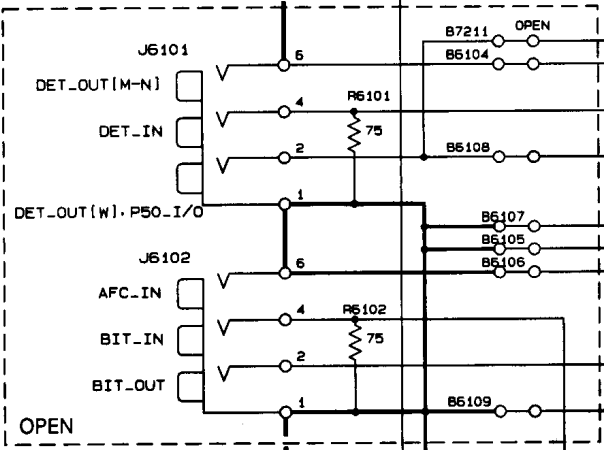 B7211 OPEN
J6101
6 B6104
DET_OUT[M-N]
4 R6101
DET_IN 75
2 B6108
1
DET_OUT[W].P50_I/O
B6107
B6105
J6102
6 B6106
AFC_IN
4 R6102
BIT_IN 75
2
BIT_OUT
1 B6109
OPEN